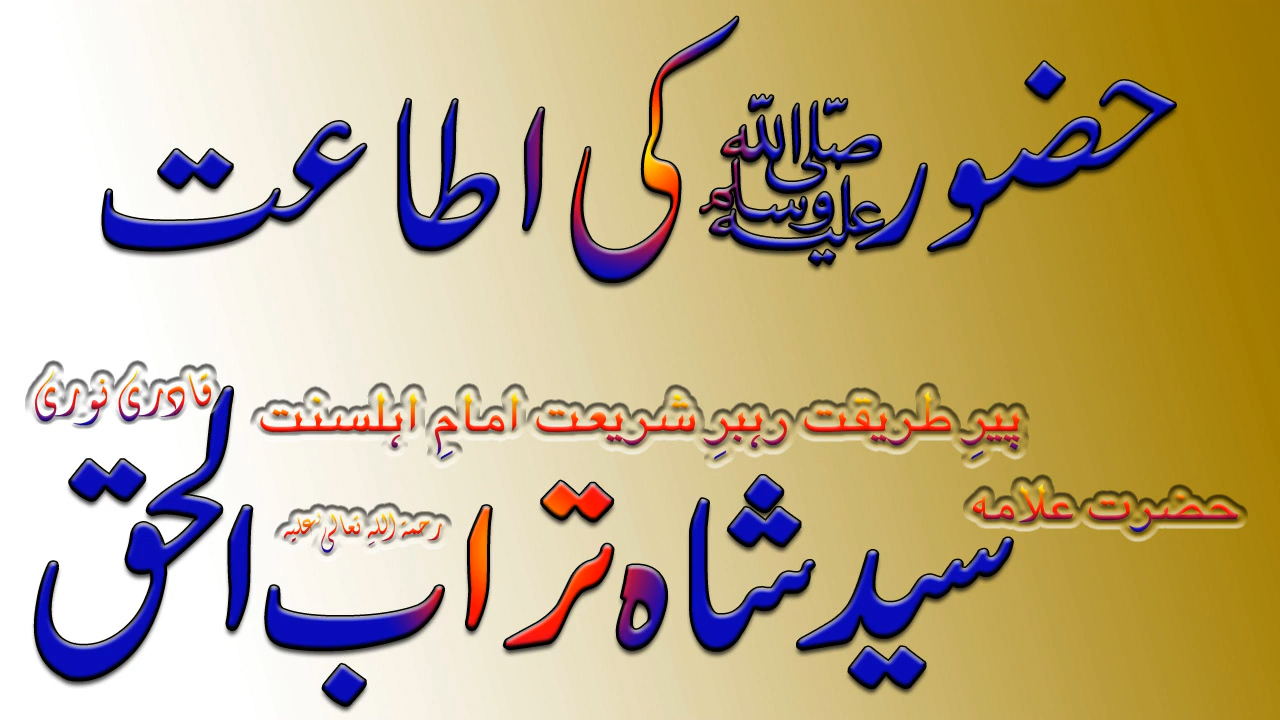 حضور صلی اللہ علیہ وسلم کی اطاعت
پیرِ طریقت رہبرِ شریعت امامِ اہلسنت
حضرت علامہ
سید شاہ تراب الحق
قادری نوری
رحمۃ اللہِ تعالیٰ علیہ